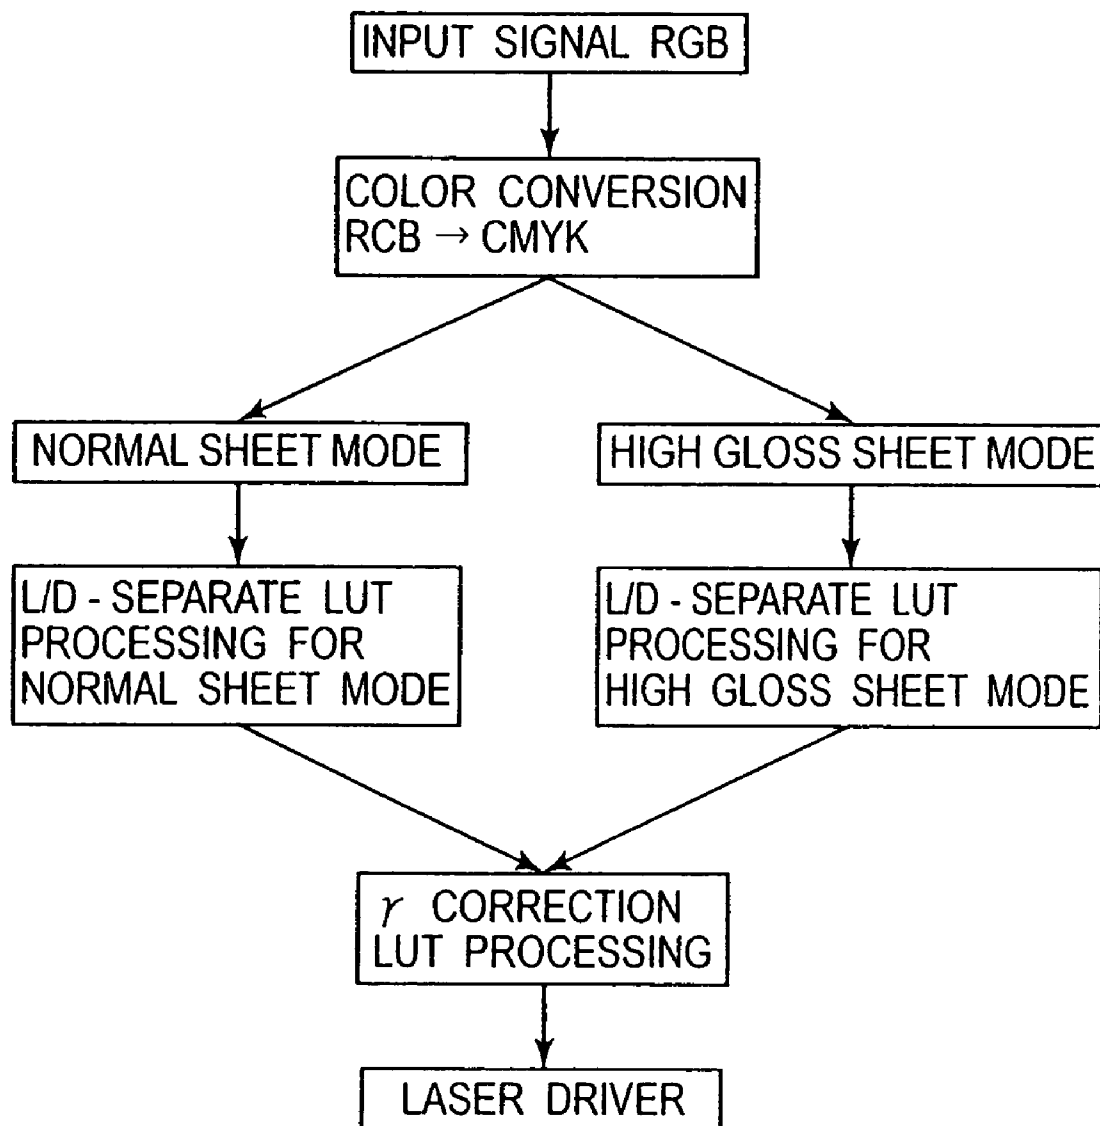 INPUT SIGNAL RGB
COLOR CONVERSION
RCB → CMYK
NORMAL SHEET MODE
HIGH GLOSS SHEET MODE
L/D - SEPARATE LUT
PROCESSING FOR
NORMAL SHEET MODE
L/D - SEPARATE LUT
PROCESSING FOR
HIGH GLOSS SHEET MODE
γ CORRECTION
LUT PROCESSING
LASER DRIVER